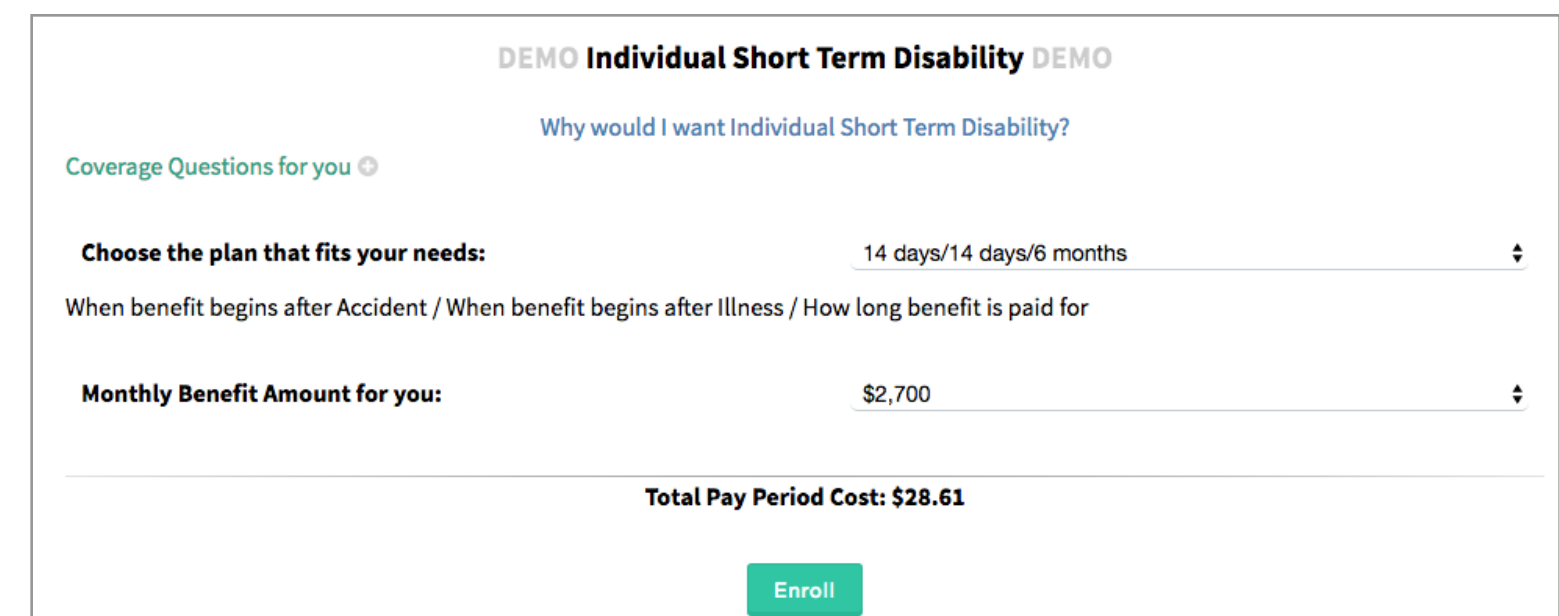 DEMO Individual Short Term Disability DEMO
Why would I want Individual Short Term Disability?
Coverage Questions for you
Choose the plan that fits your needs: 14 days/14 days/6 months
When benefit begins after Accident / When benefit begins after Illness / How long benefit is paid for
Monthly Benefit Amount for you: $2,700
Total Pay Period Cost: $28.61
Enroll